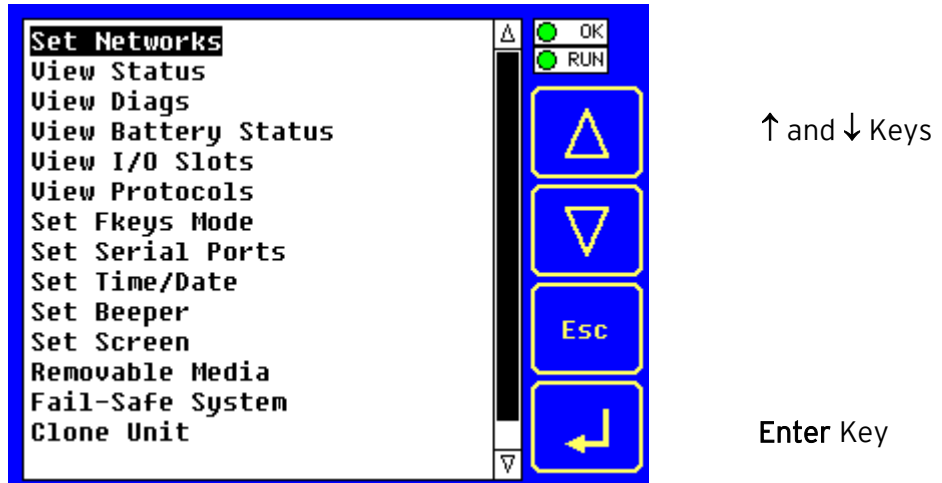 Set Networks
View Status
View Diags
View Battery Status
View I/O Slots
View Protocols
Set Fkeys Mode
Set Serial Ports
Set Time/Date
Set Beeper
Set Screen
Removable Media
Fail-Safe System
Clone Unit
OK
RUN
Esc
↑ and ↓ Keys
Enter Key